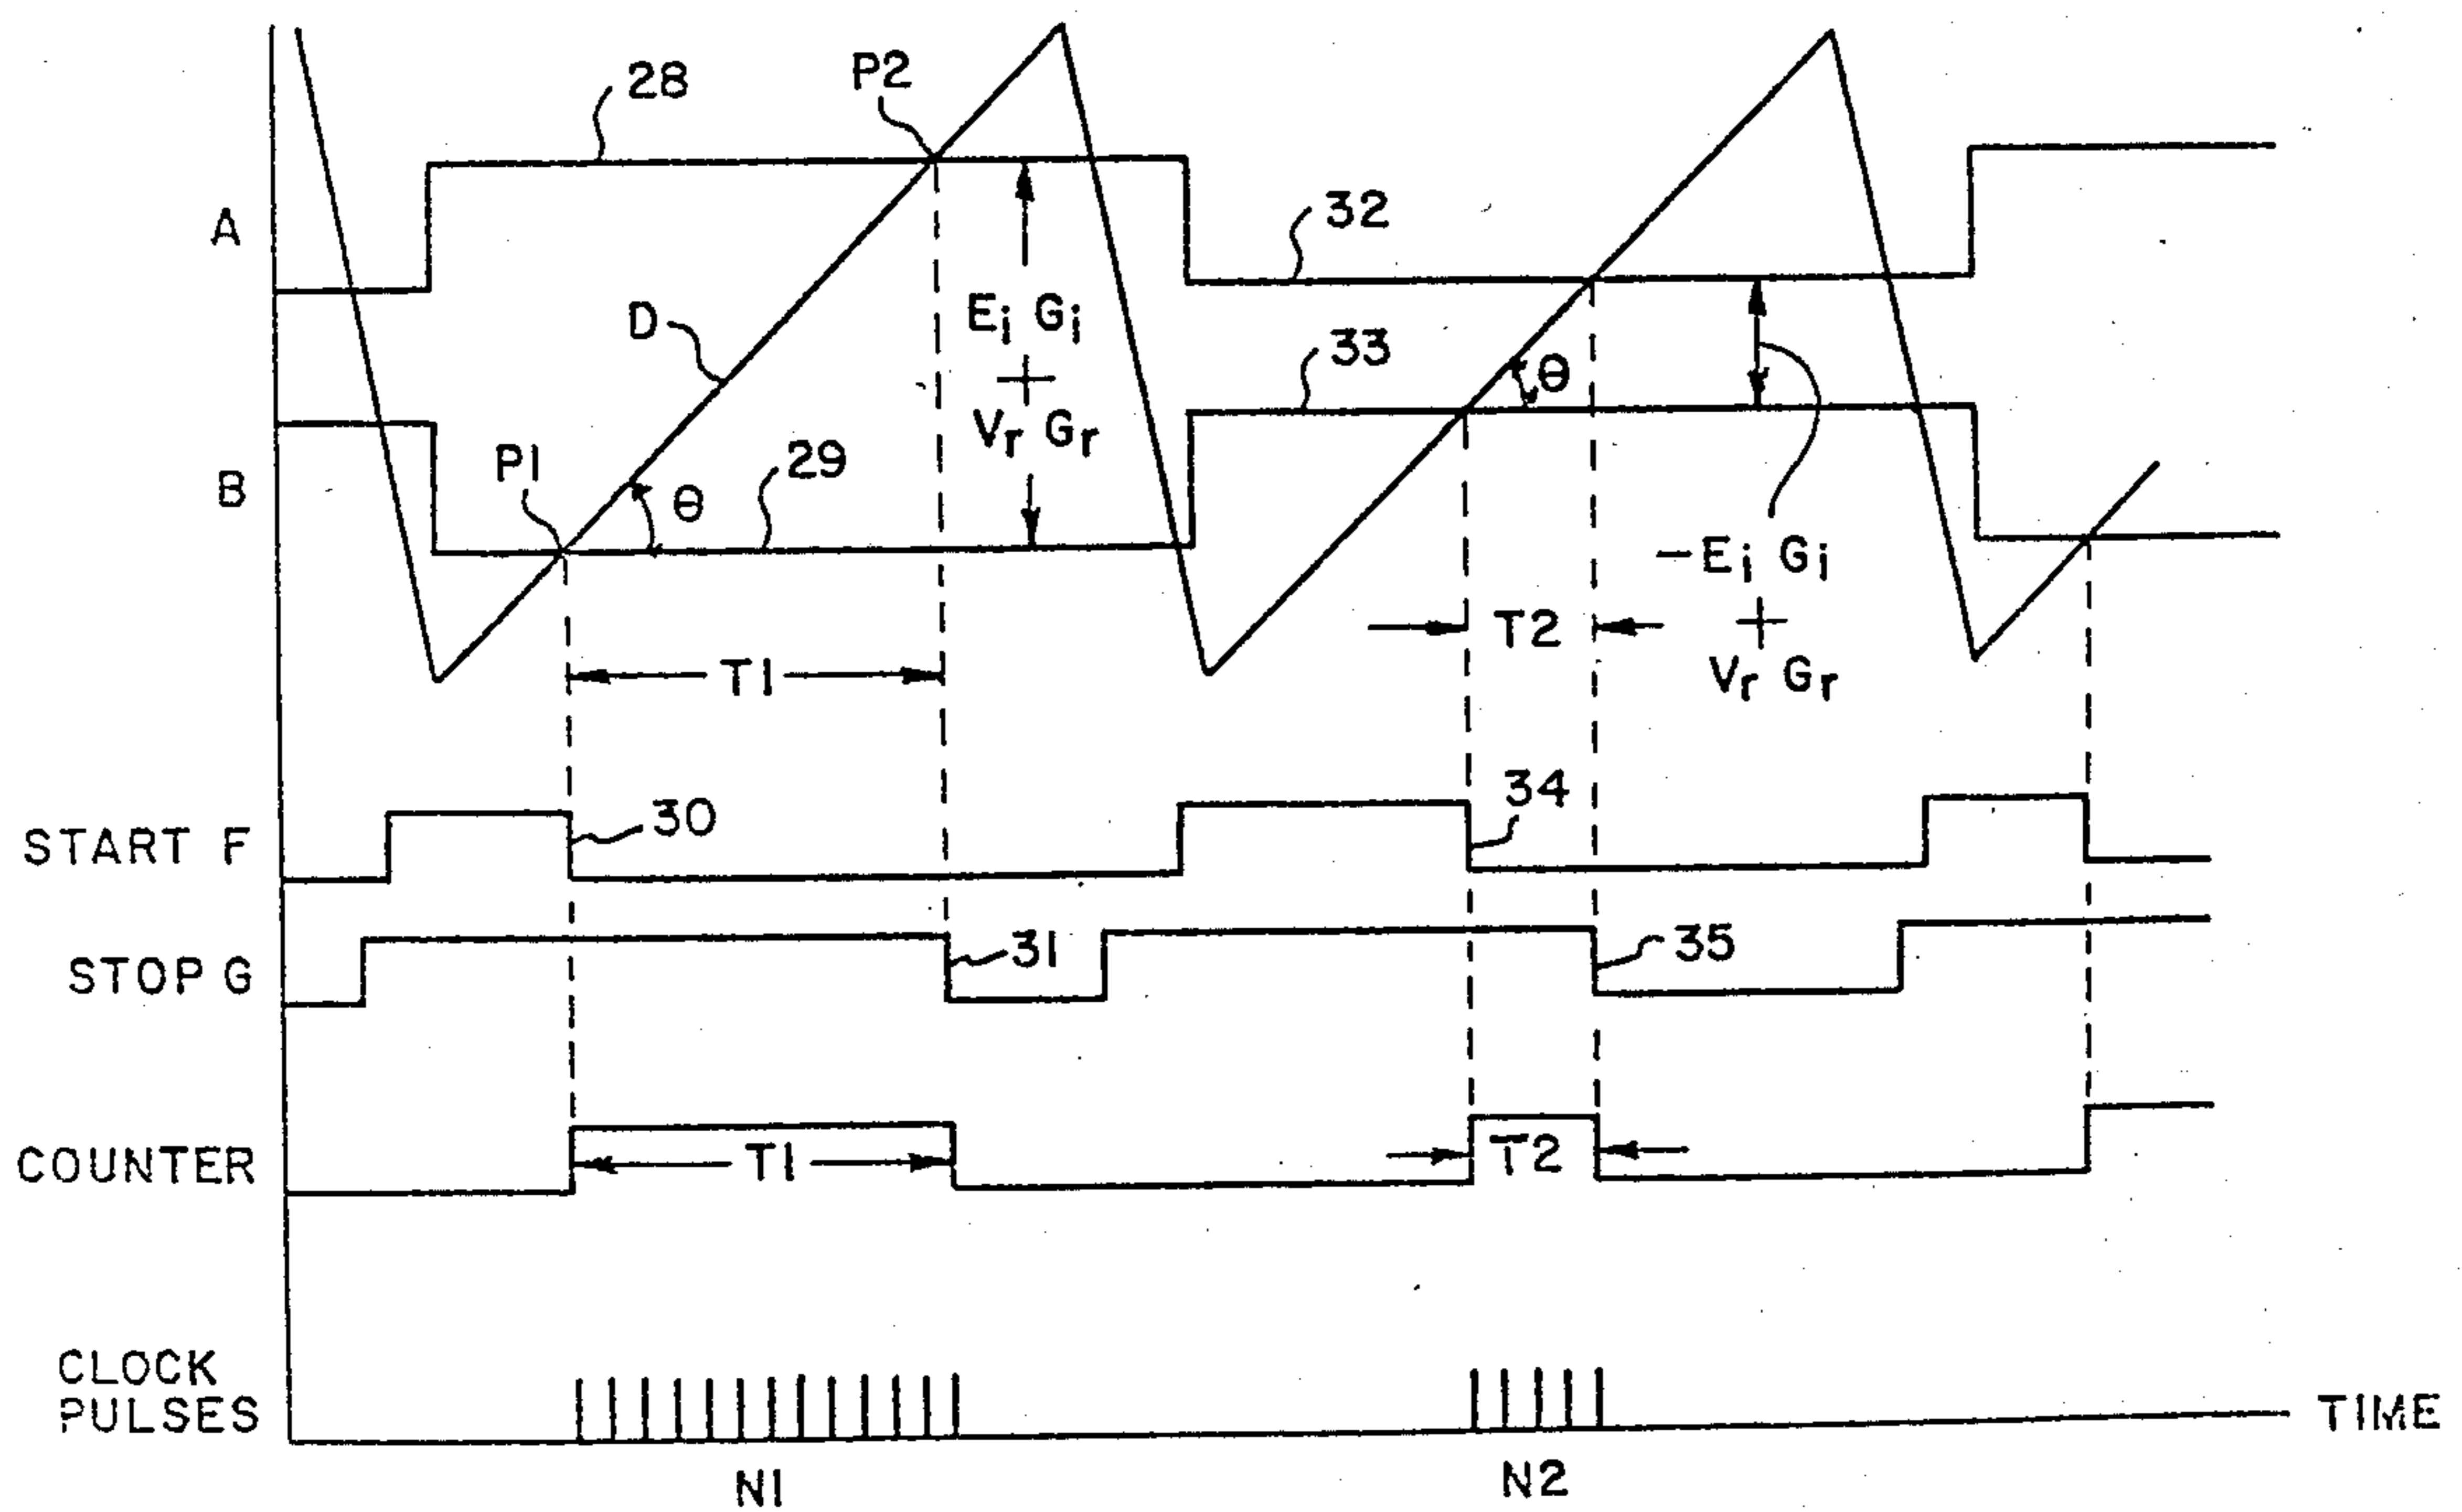 28
P2
A
32
D
Ei Gi
+
Vr Gr
33
θ
B
P1
θ
29
-Ei Gi
+
Vr Gr
T2
T1
START F
30
34
STOP G
31
35
COUNTER
T1
T2
CLOCK
PULSES
TIME
N1
N2